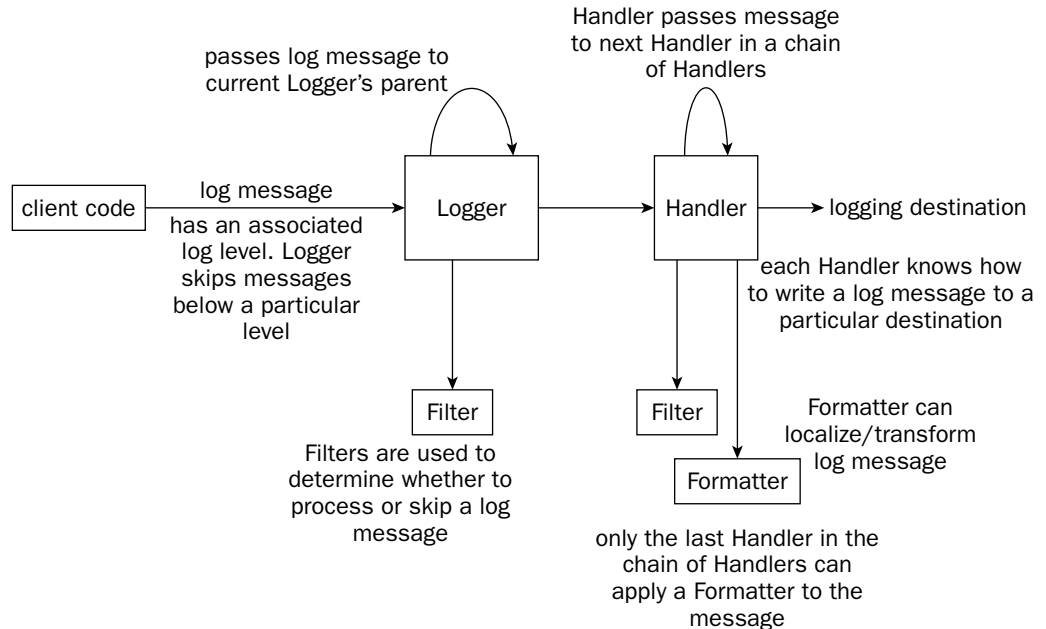 Handler passes message
to next Handler in a chain
of Handlers
passes log message to
current Logger’s parent
client code
log message
has an associated
log level. Logger
skips messages
below a particular
level
Logger
Handler
logging destination
each Handler knows how
to write a log message to a
particular destination
Filter
Filters are used to
determine whether to
process or skip a log
message
Filter
Formatter can
localize/transform
log message
Formatter
only the last Handler in the
chain of Handlers can
apply a Formatter to the
message